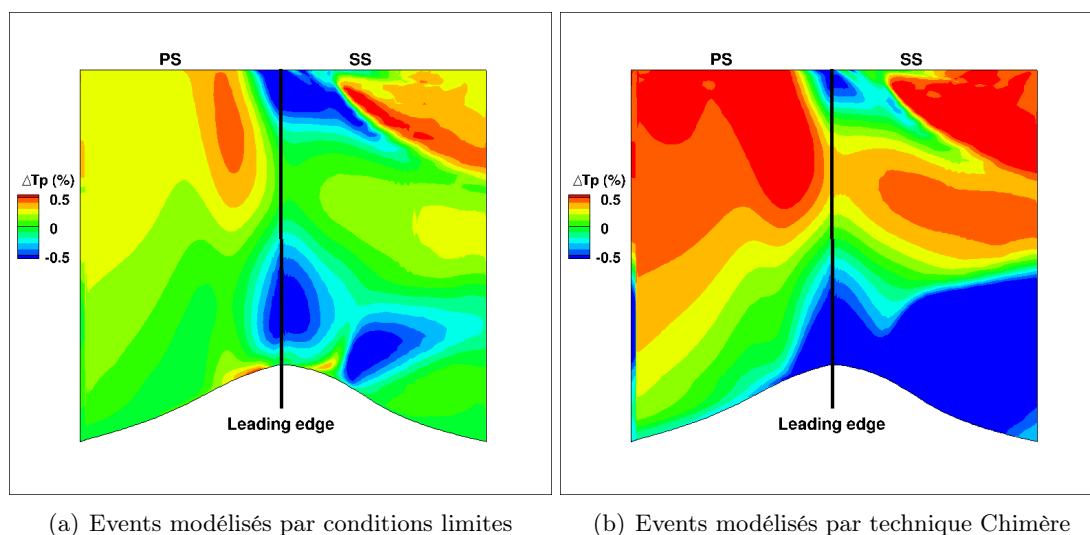 PS SS
△Tp (%)
0.5
0
-0.5
Leading edge
(a) Events modélisés par conditions limites
PS SS
△Tp (%)
0.5
0
-0.5
Leading edge
(b) Events modélisés par technique Chimère